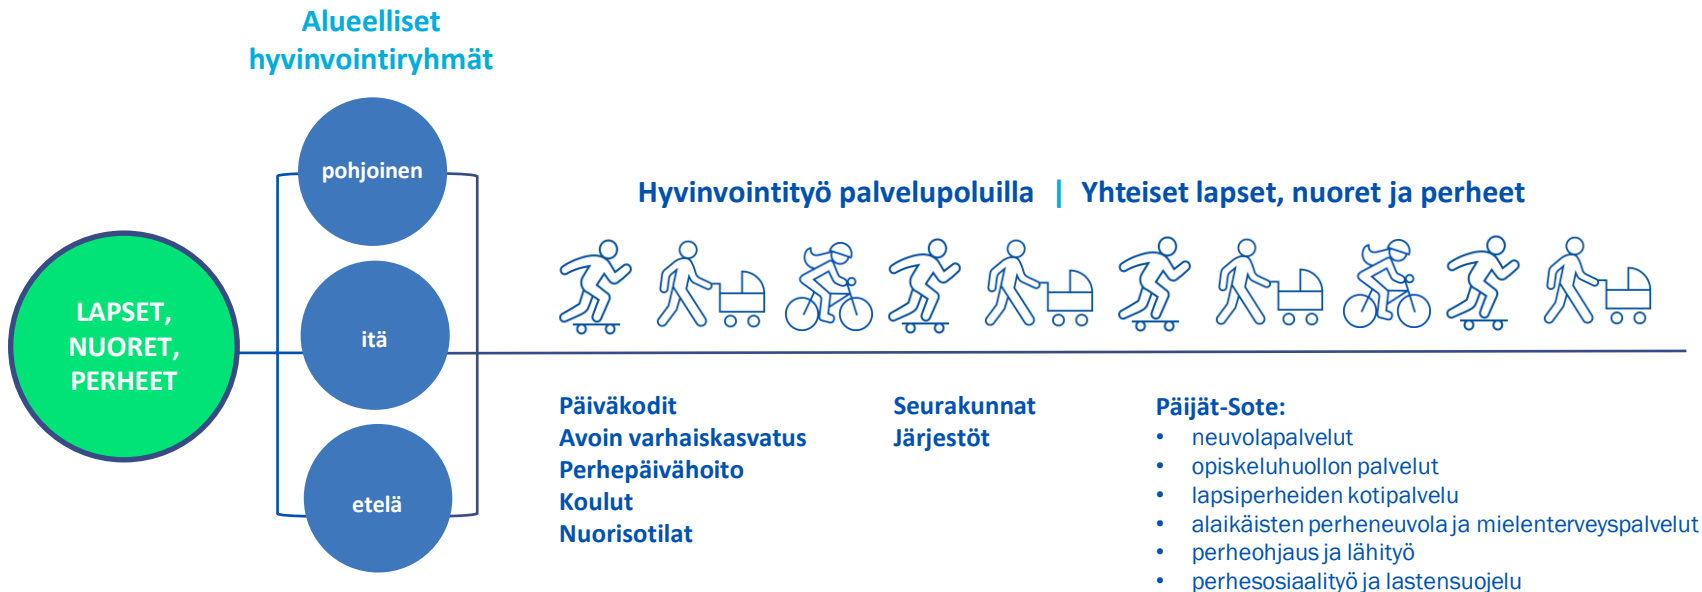 Alueelliset
hyvinvointiryhmät
pohjoinen
Hyvinvointityö palvelupoluilla | Yhteiset lapset, nuoret ja perheet
LAPSET,
NUORET,
PERHEET
itä
etelä
Päiväkodit
Avoin varhaiskasvatus
Perhepäivähoito
Koulut
Nuorisotilat
Seurakunnat
Järjestöt
Päijät-Sote:
• neuvolapalvelut
• opiskeluhuollon palvelut
• lapsiperheiden kotipalvelu
• alaikäisten perheneuvola ja mielenterveyspalvelut
• perheohjaus ja lähityö
• perhesosiaalityö ja lastensuojelu